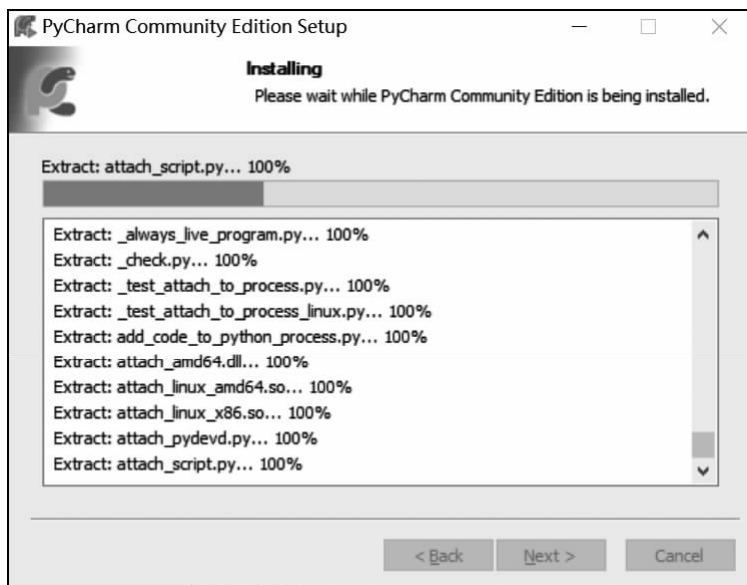 PyCharm Community Edition Setup
Installing
Please wait while PyCharm Community Edition is being installed.
Extract: attach_script.py... 100%
Extract: _always_live_program.py... 100%
Extract: _check.py... 100%
Extract: _test_attach_to_process.py... 100%
Extract: _test_attach_to_process_linux.py... 100%
Extract: add_code_to_python_process.py... 100%
Extract: attach_amd64.dll... 100%
Extract: attach_linux_amd64.so... 100%
Extract: attach_linux_x86.so... 100%
Extract: attach_pydevd.py... 100%
Extract: attach_script.py... 100%
< Back Next > Cancel